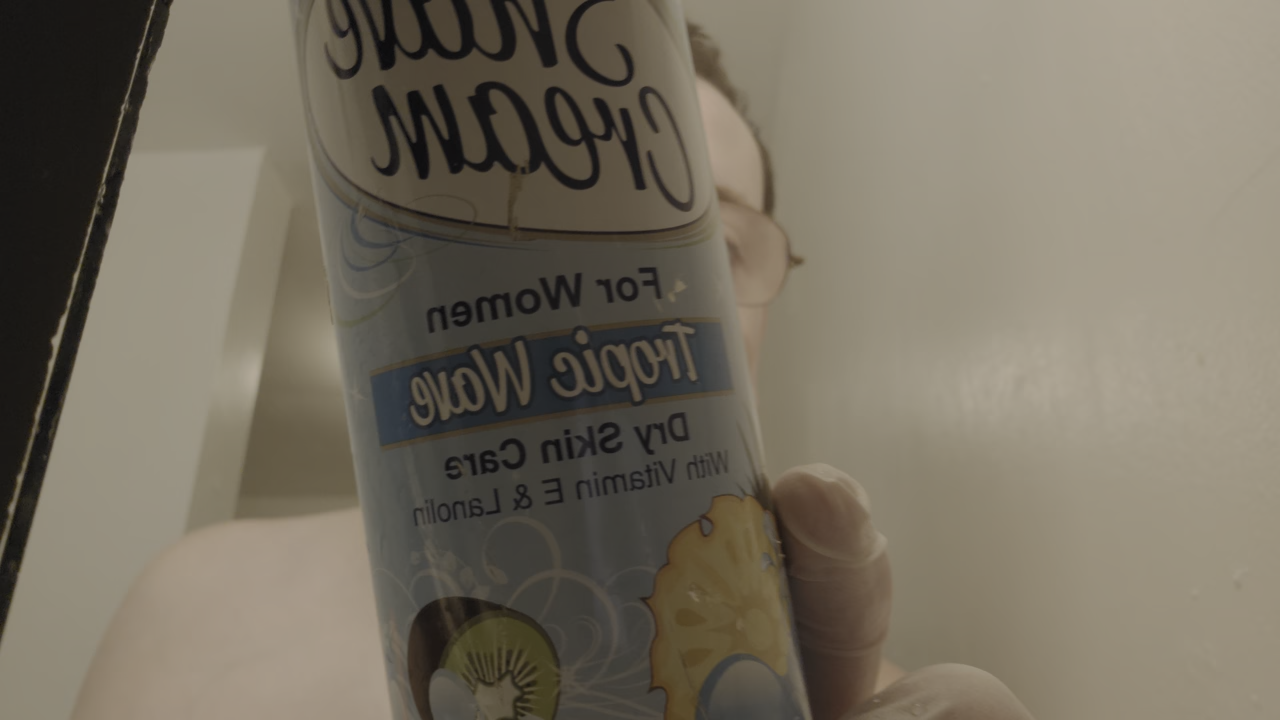 Shave
Cream
For Women
Tropic Wave
Dry Skin Care
With Vitamin E & Lanolin